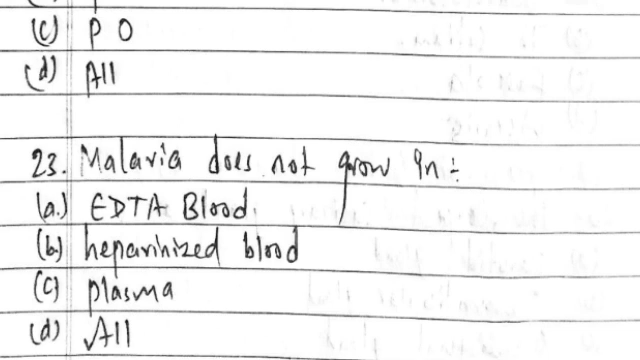 (c) P O
(d) All
23. Malaria does not grow in:-
(a.) EDTA Blood
(b.) heparinized blood
(c) plasma
(d) √All